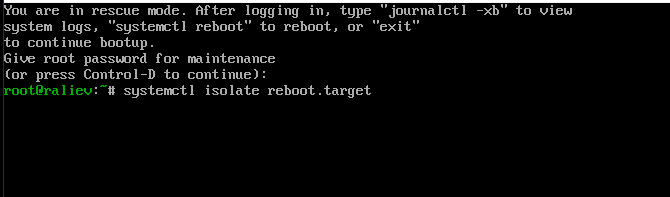 You are in rescue mode. After logging in, type "journalctl -xb" to view
system logs, "systemctl reboot" to reboot, or "exit"
to continue bootup.
Give root password for maintenance
(or press Control-D to continue):
root@raliev:~# systemctl isolate reboot.target